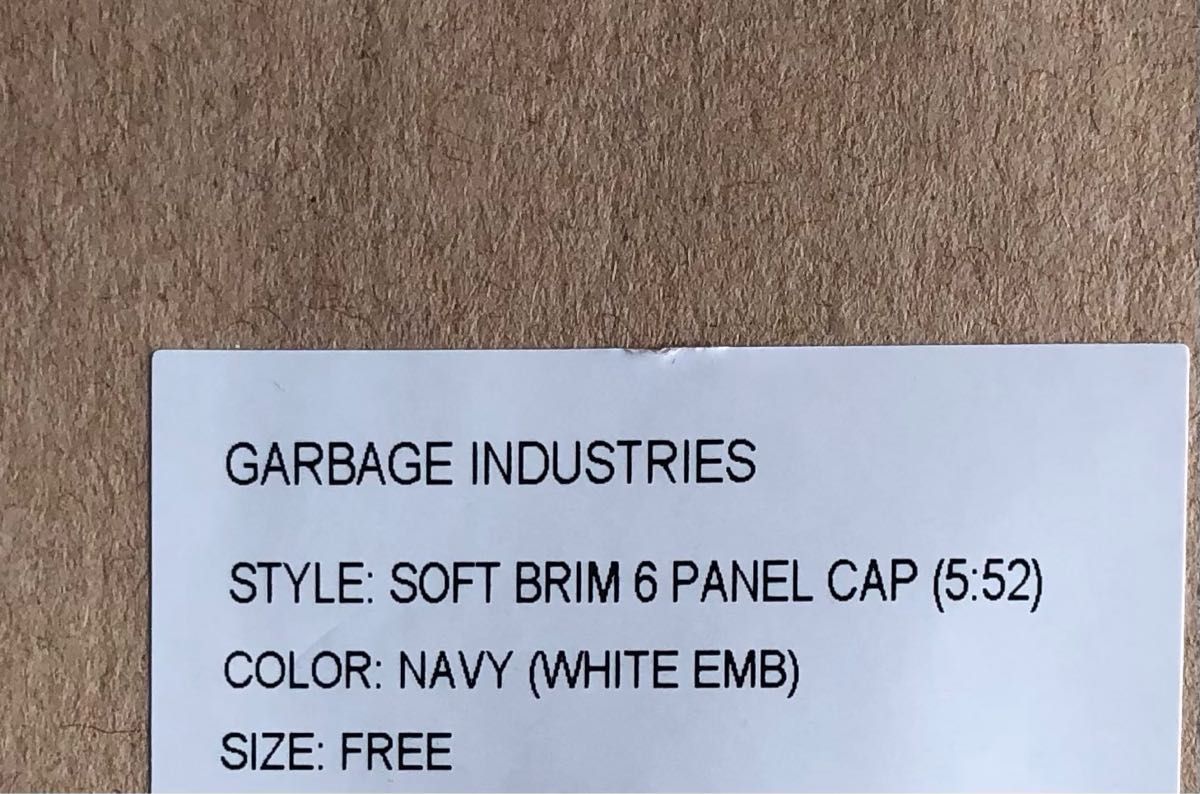 GARBAGE INDUSTRIES
STYLE: SOFT BRIM 6 PANEL CAP (5:52)
COLOR: NAVY (WHITE EMB)
SIZE: FREE